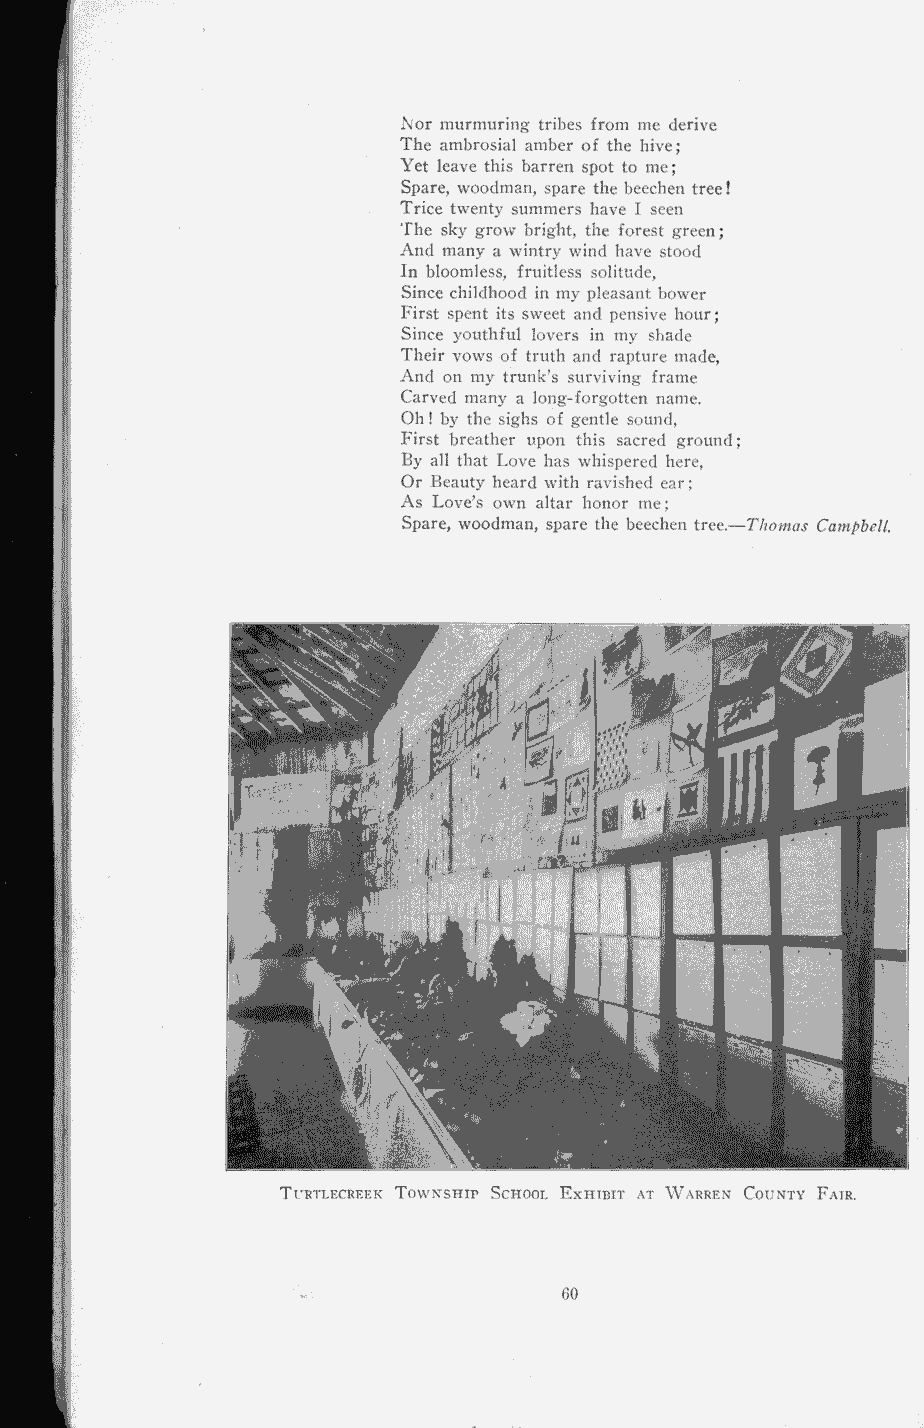 Nor murmuring tribes from me derive
The ambrosial amber of the hive;
Yet leave this barren spot to me;
Spare, woodman, spare the beechen tree!
Trice twenty summers have I seen
The sky grow bright, the forest green;
And many a wintry wind have stood
In bloomless, fruitless solitude,
Since childhood in my pleasant bower
First spent its sweet and pensive hour;
Since youthful lovers in my shade
Their vows of truth and rapture made,
And on my trunk's surviving frame
Carved many a long-forgotten name.
Oh! by the sighs of gentle sound,
First breather upon this sacred ground;
By all that Love has whispered here,
Or Beauty heard with ravished ear;
As Love's own altar honor me;
Spare, woodman, spare the beechen tree.—Thomas Campbell.
Turtlecreek Township School Exhibit at Warren County Fair.
60